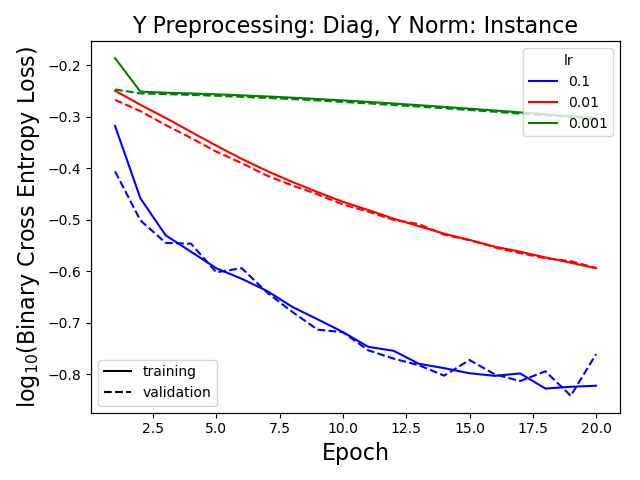 Y Preprocessing: Diag, Y Norm: Instance
log₁₀(Binary Cross Entropy Loss)
−0.2
−0.3
−0.4
−0.5
−0.6
−0.7
−0.8
lr
0.1
0.01
0.001
training
validation
2.5 5.0 7.5 10.0 12.5 15.0 17.5 20.0
Epoch